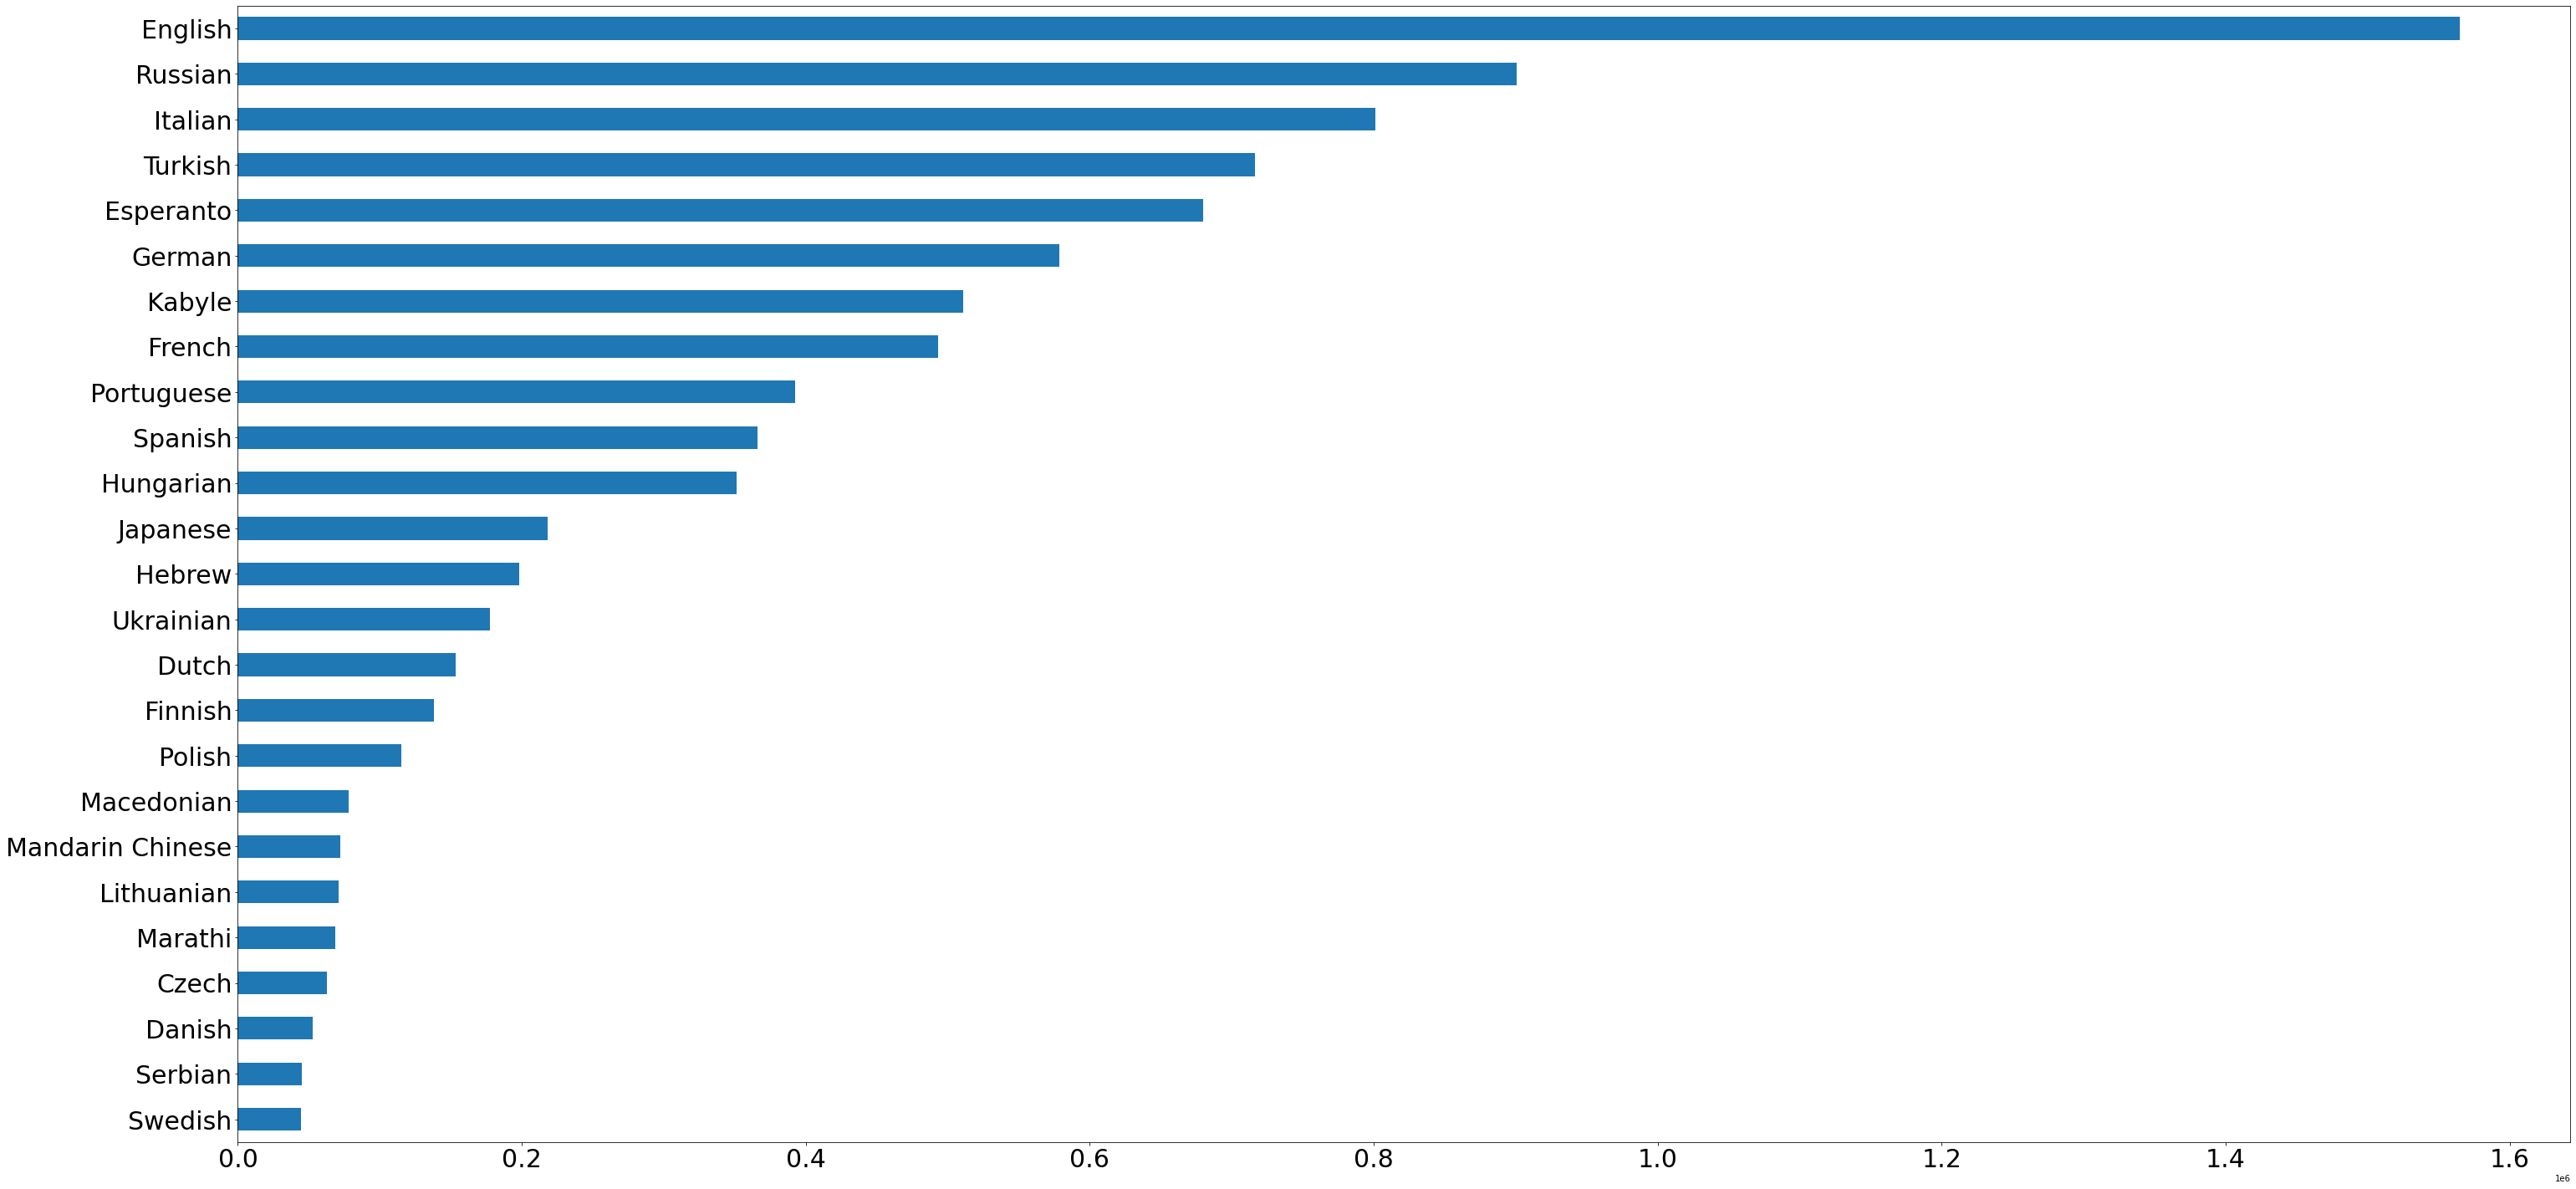 English
Russian
Italian
Turkish
Esperanto
German
Kabyle
French
Portuguese
Spanish
Hungarian
Japanese
Hebrew
Ukrainian
Dutch
Finnish
Polish
Macedonian
Mandarin Chinese
Lithuanian
Marathi
Czech
Danish
Serbian
Swedish
0.0 0.2 0.4 0.6 0.8 1.0 1.2 1.4 1.6
1e6